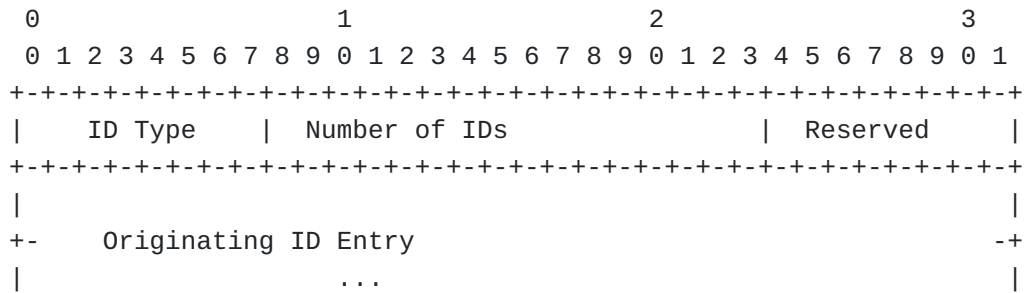 0                   1                   2                   3
 0 1 2 3 4 5 6 7 8 9 0 1 2 3 4 5 6 7 8 9 0 1 2 3 4 5 6 7 8 9 0 1
+-+-+-+-+-+-+-+-+-+-+-+-+-+-+-+-+-+-+-+-+-+-+-+-+-+-+-+-+-+-+-+-+
|    ID Type    |  Number of IDs                |  Reserved     |
+-+-+-+-+-+-+-+-+-+-+-+-+-+-+-+-+-+-+-+-+-+-+-+-+-+-+-+-+-+-+-+-+
|                                                               |
+-    Originating ID Entry                                     -+
|                    ...                                        |